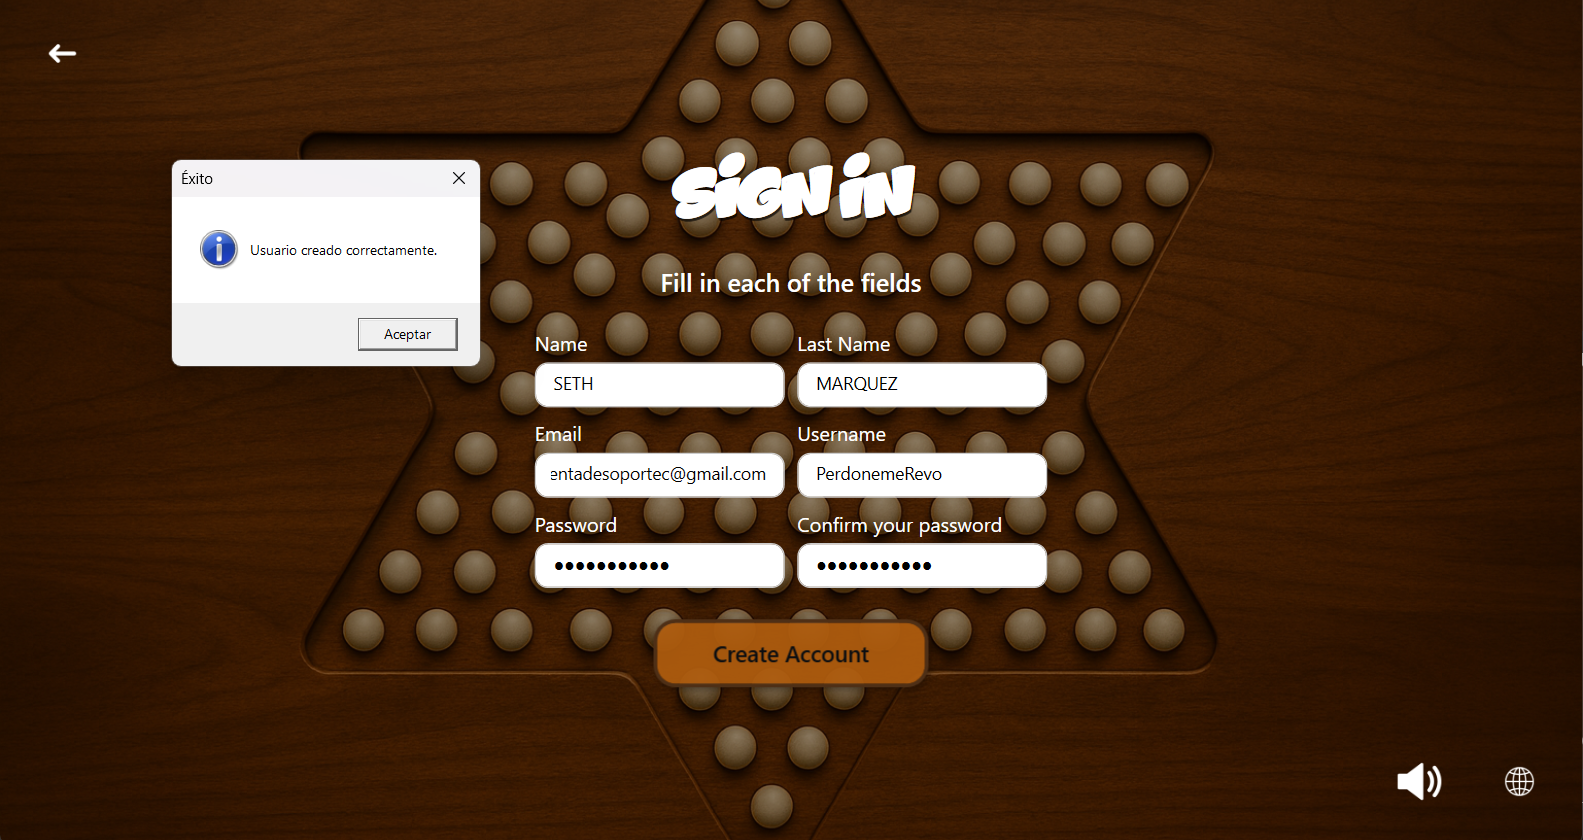 Éxito
Usuario creado correctamente.
Aceptar
SIGN IN
Fill in each of the fields
Name
Last Name
SETH
MARQUEZ
Email
Username
entadesoportec@gmail.com
PerdonemeRevo
Password
Confirm your password
•••••••••••
•••••••••••
Create Account